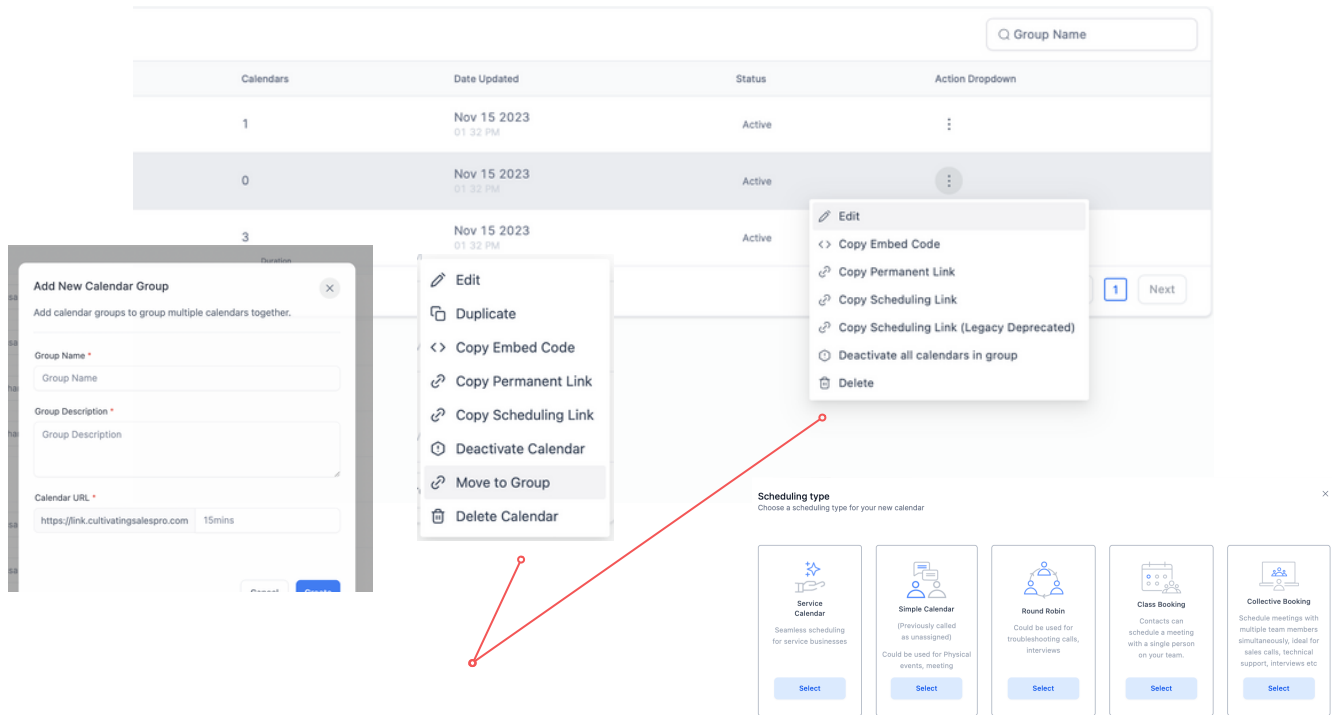 Group Name
Calendars Date Updated Status Action Dropdown
1 Nov 15 2023 Active
01 32 PM
0 Nov 15 2023 Active
01 32 PM
3 Nov 15 2023 Active
01 32 PM
Edit
Copy Embed Code
Copy Permanent Link
Copy Scheduling Link
Copy Scheduling Link (Legacy Deprecated)
Deactivate all calendars in group
Delete
1 Next
Duration
Add New Calendar Group
Add calendar groups to group multiple calendars together.
Group Name *
Group Name
Group Description *
Group Description
Calendar URL *
https://link.cultivatingsalespro.com 15mins
Cancel Create
Edit
Duplicate
Copy Embed Code
Copy Permanent Link
Copy Scheduling Link
Deactivate Calendar
Move to Group
Delete Calendar
Scheduling type
Choose a scheduling type for your new calendar
Service
Calendar
Seamless scheduling
for service businesses
Select
Simple Calendar
(Previously called
as unassigned)
Could be used for Physical
events, meeting
Select
Round Robin
Could be used for
troubleshooting calls,
interviews
Select
Class Booking
Contacts can
schedule a meeting
with a single person
on your team.
Select
Collective Booking
Schedule meetings with
multiple team members
simultaneously, ideal for
sales calls, technical
support, interviews etc
Select